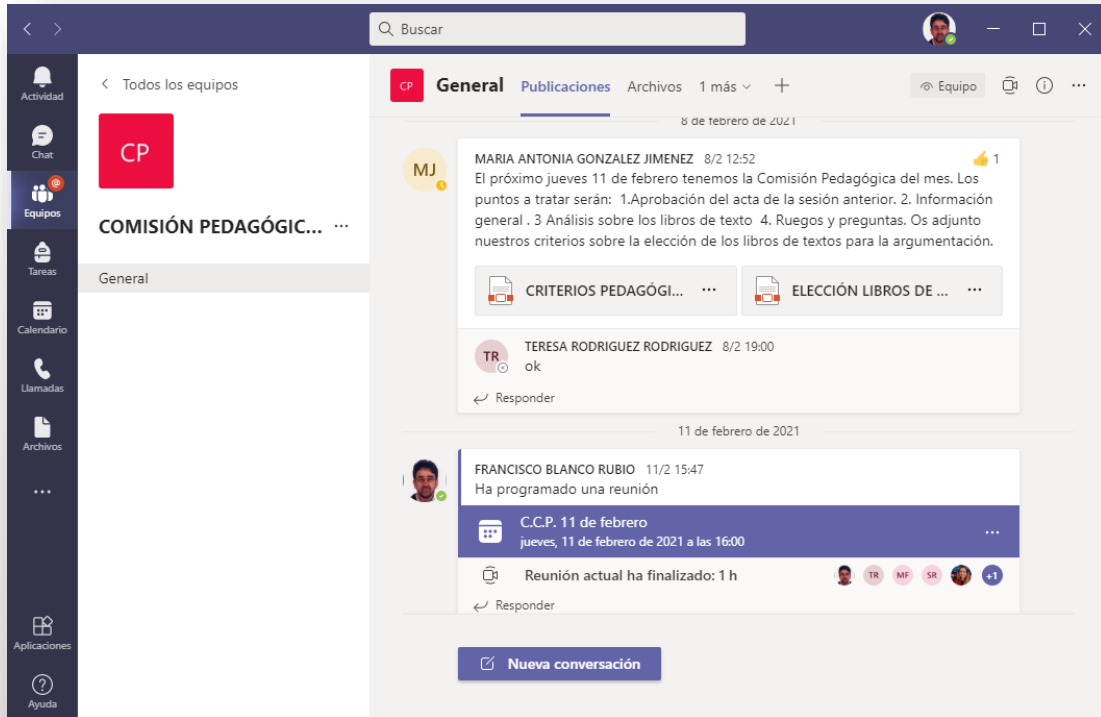 Buscar
Actividad
Chat
@
Equipos
Tareas
Calendario
Llamadas
Archivos
Aplicaciones
Ayuda
Todos los equipos
CP
COMISIÓN PEDAGÓGIC... ...
General
CP General Publicaciones Archivos 1 más Equipo ...
8 de febrero de 2021
MJ
MARIA ANTONIA GONZALEZ JIMENEZ 8/2 12:52 1
El próximo jueves 11 de febrero tenemos la Comisión Pedagógica del mes. Los
puntos a tratar serán: 1.Aprobación del acta de la sesión anterior. 2. Información
general . 3 Análisis sobre los libros de texto 4. Ruegos y preguntas. Os adjunto
nuestros criterios sobre la elección de los libros de textos para la argumentación.
CRITERIOS PEDAGÓGI... ... ELECCIÓN LIBROS DE ... ...
TR
TERESA RODRIGUEZ RODRIGUEZ 8/2 19:00
ok
Responder
11 de febrero de 2021
FRANCISCO BLANCO RUBIO 11/2 15:47
Ha programado una reunión
C.C.P. 11 de febrero
jueves, 11 de febrero de 2021 a las 16:00
Reunión actual ha finalizado: 1 h TR MF SR +1
Responder
Nueva conversación